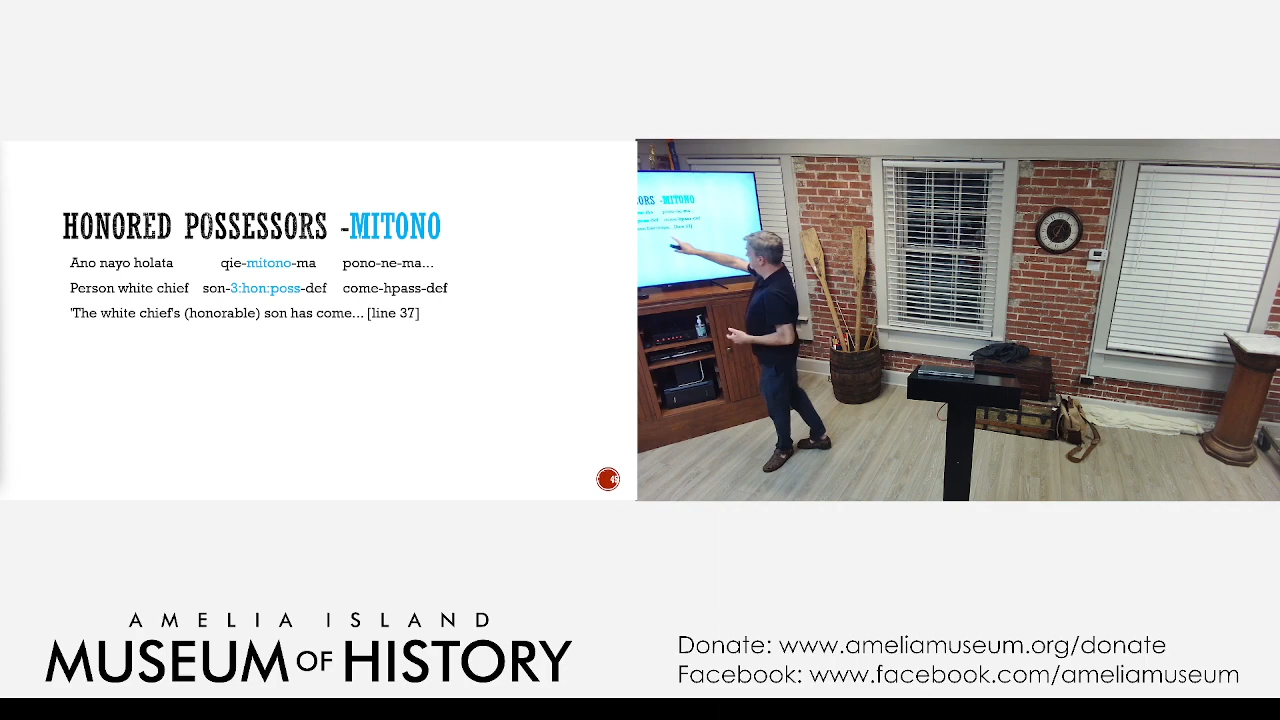 HONORED POSSESSORS -MITONO
Ano nayo holata qie-mitono-ma pono-ne-ma...
Person white chief son-3:hon:poss-def come-hpass-def
'The white chief's (honorable) son has come... [line 37]
ORS -MITONO
AMELIA ISLAND
MUSEUM OF HISTORY
Donate: www.ameliamuseum.org/donate
Facebook: www.facebook.com/ameliamuseum